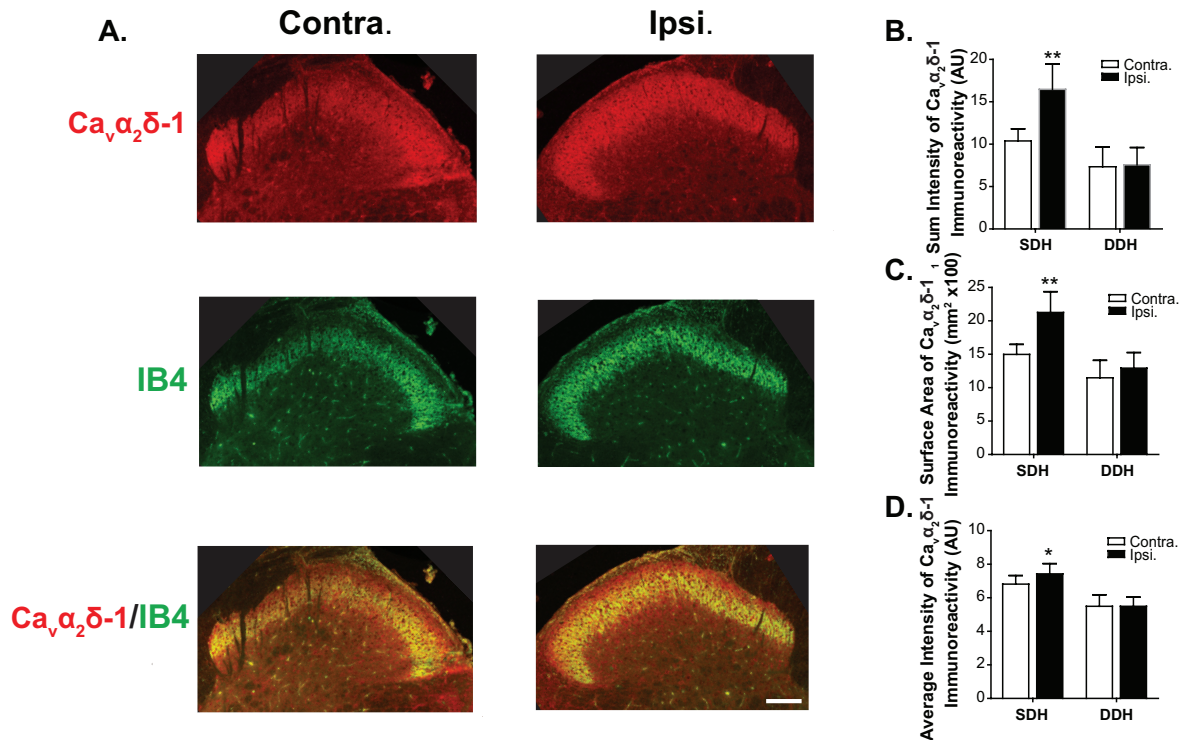 A.
Contra.
Ipsi.
Caᵥα₂δ-1
IB4
Caᵥα₂δ-1/IB4
B.
Sum Intensity of Caᵥα₂δ-1
Immunoreactivity (AU)
20
15
10
5
0
**
Contra.
Ipsi.
SDH
DDH
C.
Surface Area of Caᵥα₂δ-1
Immunoreactivity (mm² x100)
1
25
20
15
10
5
0
**
Contra.
Ipsi.
SDH
DDH
D.
Average Intensity of Caᵥα₂δ-1
Immunoreactivity (AU)
8
6
4
2
0
*
Contra.
Ipsi.
SDH
DDH